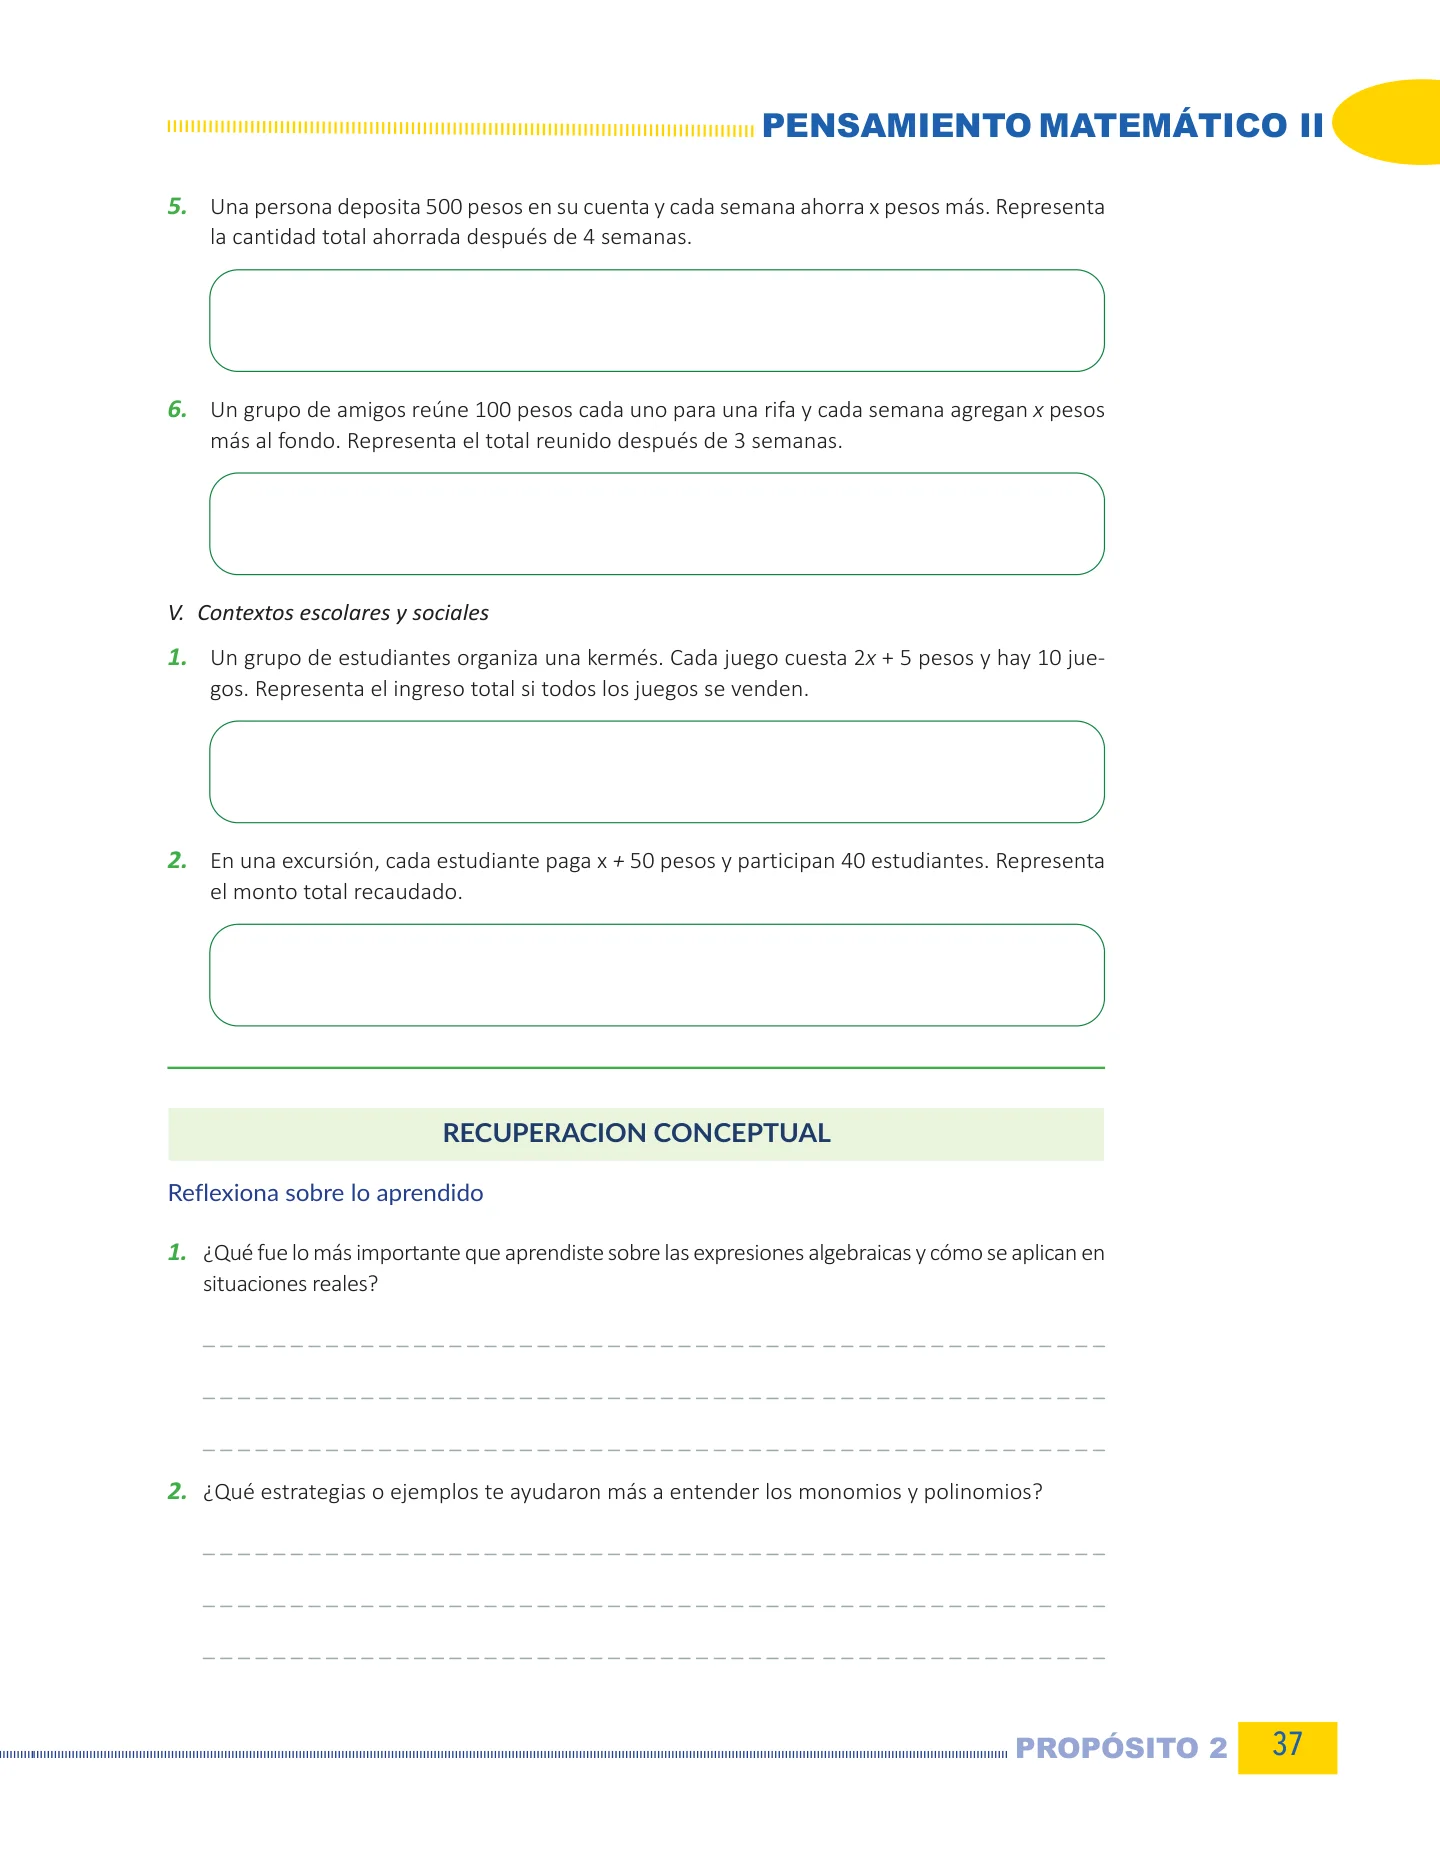 PENSAMIENTO MATEMÁTICO II
5. Una persona deposita 500 pesos en su cuenta y cada semana ahorra x pesos más. Representa
la cantidad total ahorrada después de 4 semanas.
6. Un grupo de amigos reúne 100 pesos cada uno para una rifa y cada semana agregan x pesos
más al fondo. Representa el total reunido después de 3 semanas.
V. Contextos escolares y sociales
1. Un grupo de estudiantes organiza una kermés. Cada juego cuesta 2x + 5 pesos y hay 10 jue-
gos. Representa el ingreso total si todos los juegos se venden.
2. En una excursión, cada estudiante paga x + 50 pesos y participan 40 estudiantes. Representa
el monto total recaudado.
RECUPERACION CONCEPTUAL
Reflexiona sobre lo aprendido
1. ¿Qué fue lo más importante que aprendiste sobre las expresiones algebraicas y cómo se aplican en
situaciones reales?
2. ¿Qué estrategias o ejemplos te ayudaron más a entender los monomios y polinomios?
PROPÓSITO 2 37